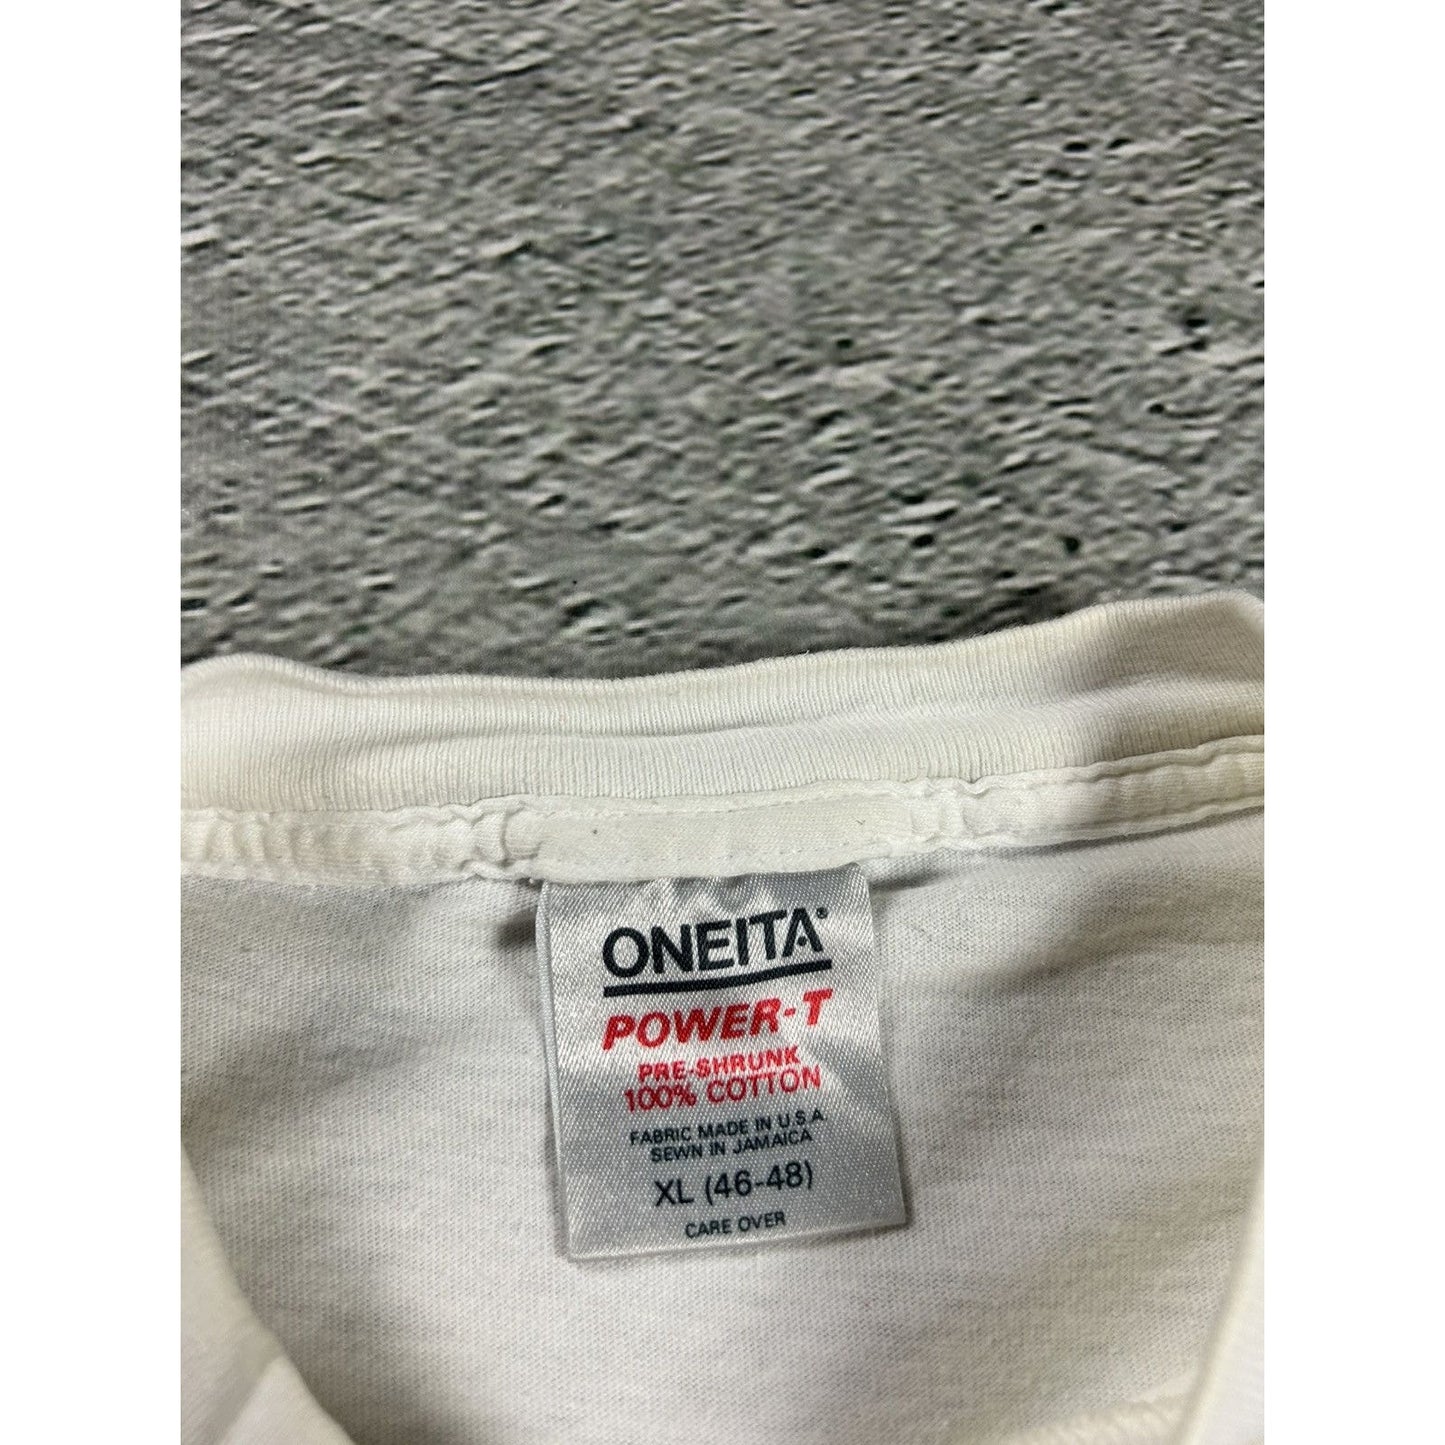 ONEITA®
POWER-T
PRE-SHRUNK
100% COTTON
FABRIC MADE IN U.S.A.
SEWN IN JAMAICA
XL (46-48)
CARE OVER